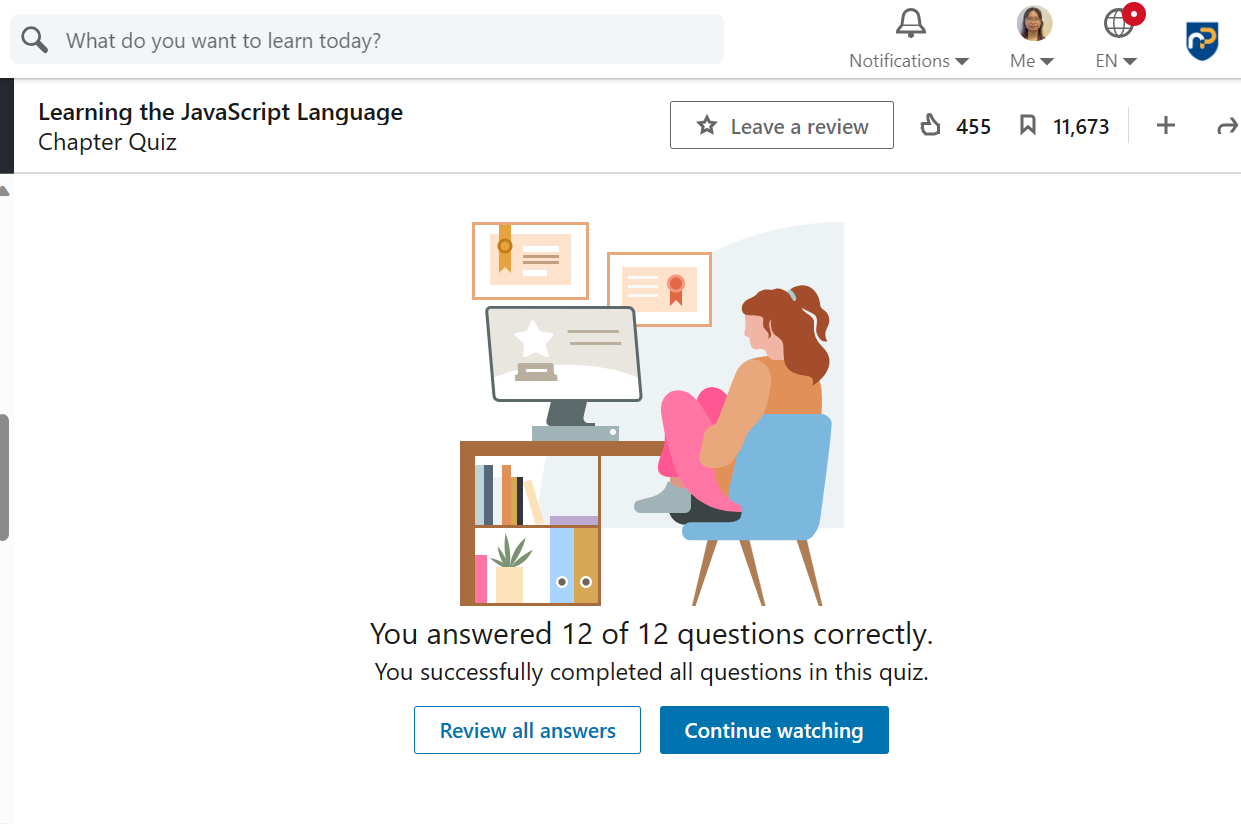 What do you want to learn today?
Notifications
Me
EN
Learning the JavaScript Language
Chapter Quiz
Leave a review
455
11,673
You answered 12 of 12 questions correctly.
You successfully completed all questions in this quiz.
Review all answers
Continue watching